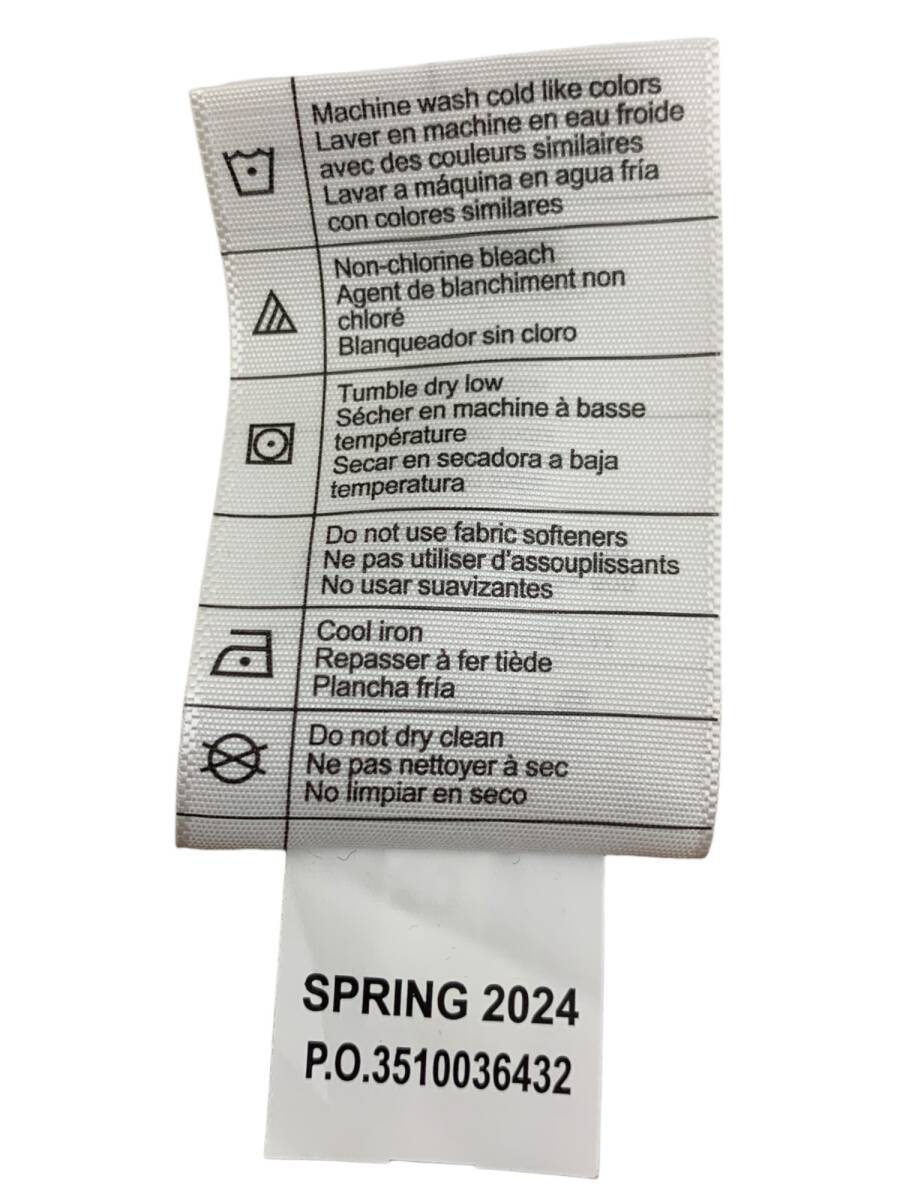 Machine wash cold like colors
Laver en machine en eau froide
avec des couleurs similaires
Lavar a máquina en agua fría
con colores similares
Non-chlorine bleach
Agent de blanchiment non
chloré
Blanqueador sin cloro
Tumble dry low
Sécher en machine à basse
température
Secar en secadora a baja
temperatura
Do not use fabric softeners
Ne pas utiliser d'assouplissants
No usar suavizantes
Cool iron
Repasser à fer tiède
Plancha fría
Do not dry clean
Ne pas nettoyer à sec
No limpiar en seco
SPRING 2024
P.O.3510036432